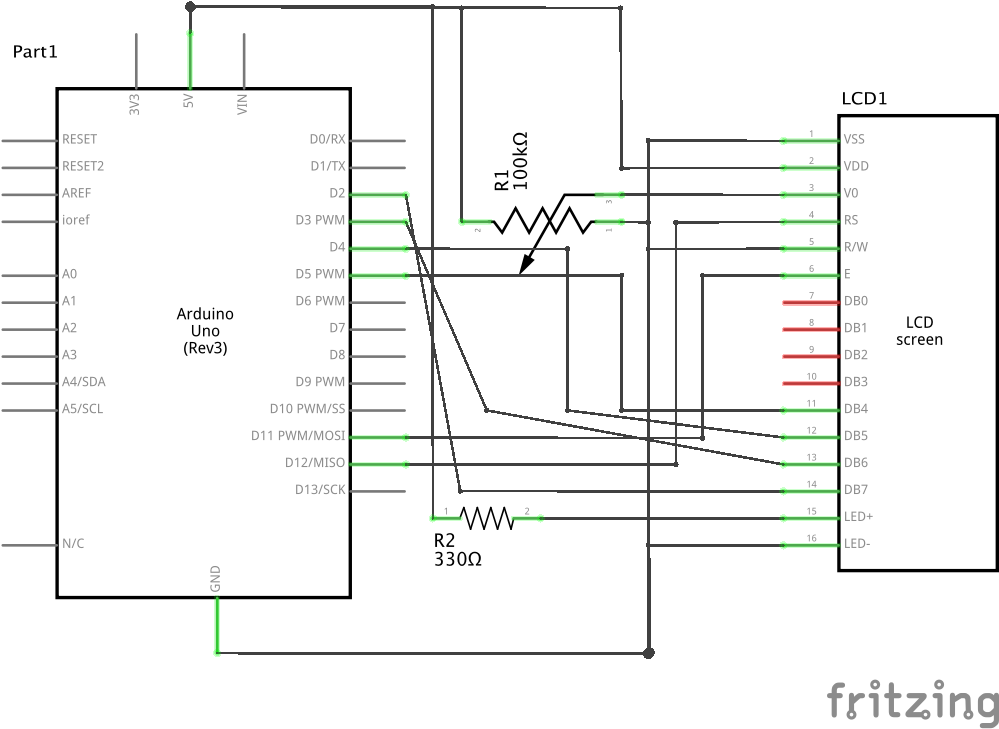 Part1
3V3
5V
VIN
RESET
RESET2
AREF
ioref
A0
A1
A2
A3
A4/SDA
A5/SCL
N/C
Arduino
Uno
(Rev3)
D0/RX
D1/TX
D2
D3 PWM
D4
D5 PWM
D6 PWM
D7
D8
D9 PWM
D10 PWM/SS
D11 PWM/MOSI
D12/MISO
D13/SCK
GND
R1
100kΩ
2
3
1
R2
330Ω
1
2
LCD1
1 VSS
2 VDD
3 V0
4 RS
5 R/W
6 E
7 DB0
8 DB1
9 DB2
10 DB3
11 DB4
12 DB5
13 DB6
14 DB7
15 LED+
16 LED-
LCD
screen
fritzing